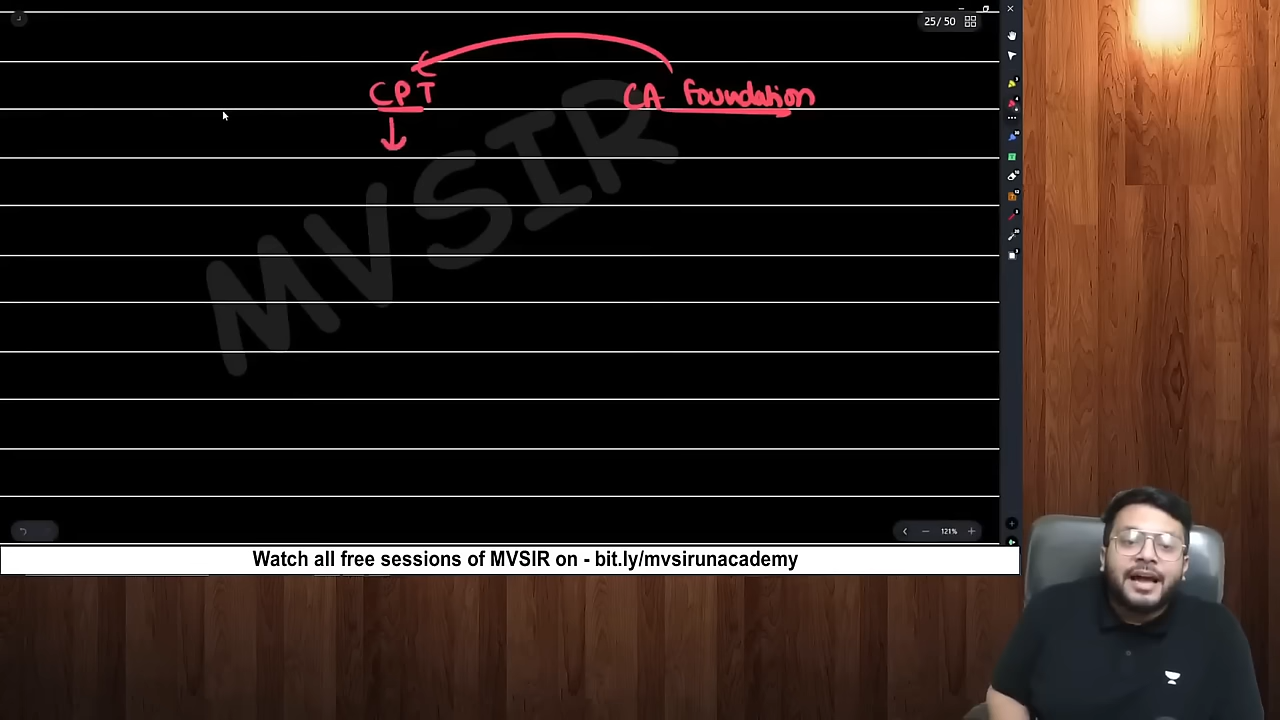 25/ 50
CPT
CA Foundation
MVSIR
121%
Watch all free sessions of MVSIR on - bit.ly/mvsirunacademy